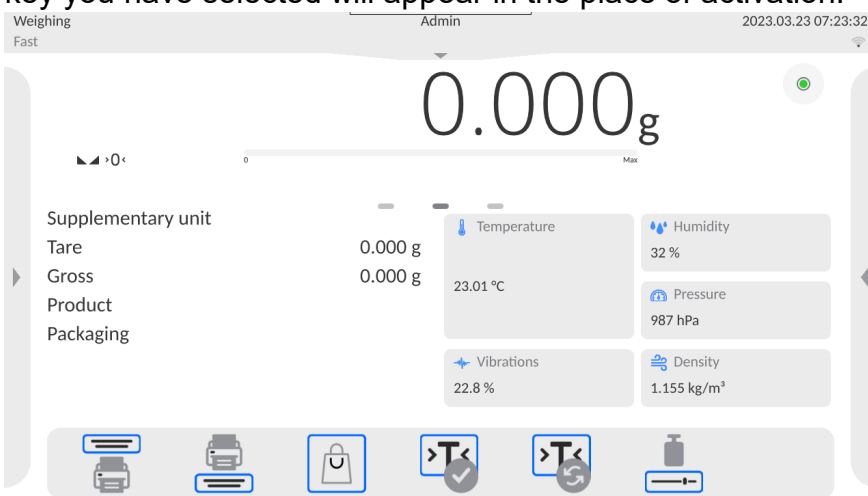 key you have selected will appear in the place of activation.
Weighing
Admin
2023.03.23 07:23:32
Fast
0.000g
>0<
0
Max
Supplementary unit
Tare 0.000 g
Gross 0.000 g
Product
Packaging
Temperature
23.01 °C
Humidity
32 %
Pressure
987 hPa
Vibrations
22.8 %
Density
1.155 kg/m³
>T<
>T<